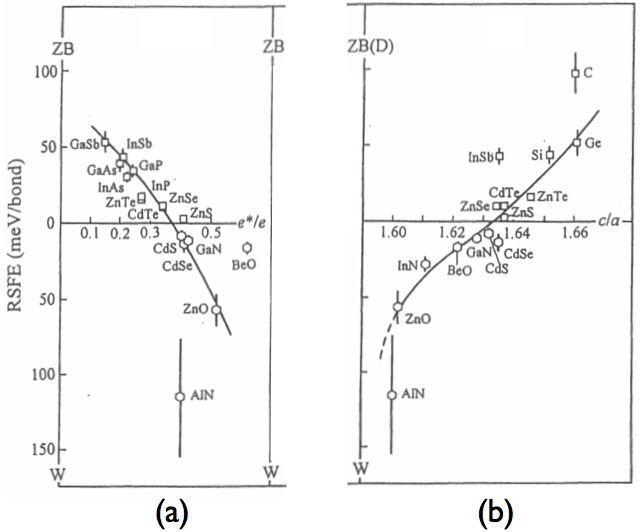 ZB ZB
100
GaSb InSb
50
GaAs GaP
InAs InP
ZnTe ZnSe
CdTe ZnS
0 e*/e
0.1 0.2 0.3 0.5
CdS GaN
CdSe BeO
50
ZnO
100 AlN
150
W W
RSFE (meV/bond)
(a)
ZB(D)
C
InSb Si Ge
CdTe ZnTe
ZnSe ZnS
c/a
1.60 1.62 1.64 1.66
GaN CdSe
InN BeO CdS
ZnO
AlN
W
(b)